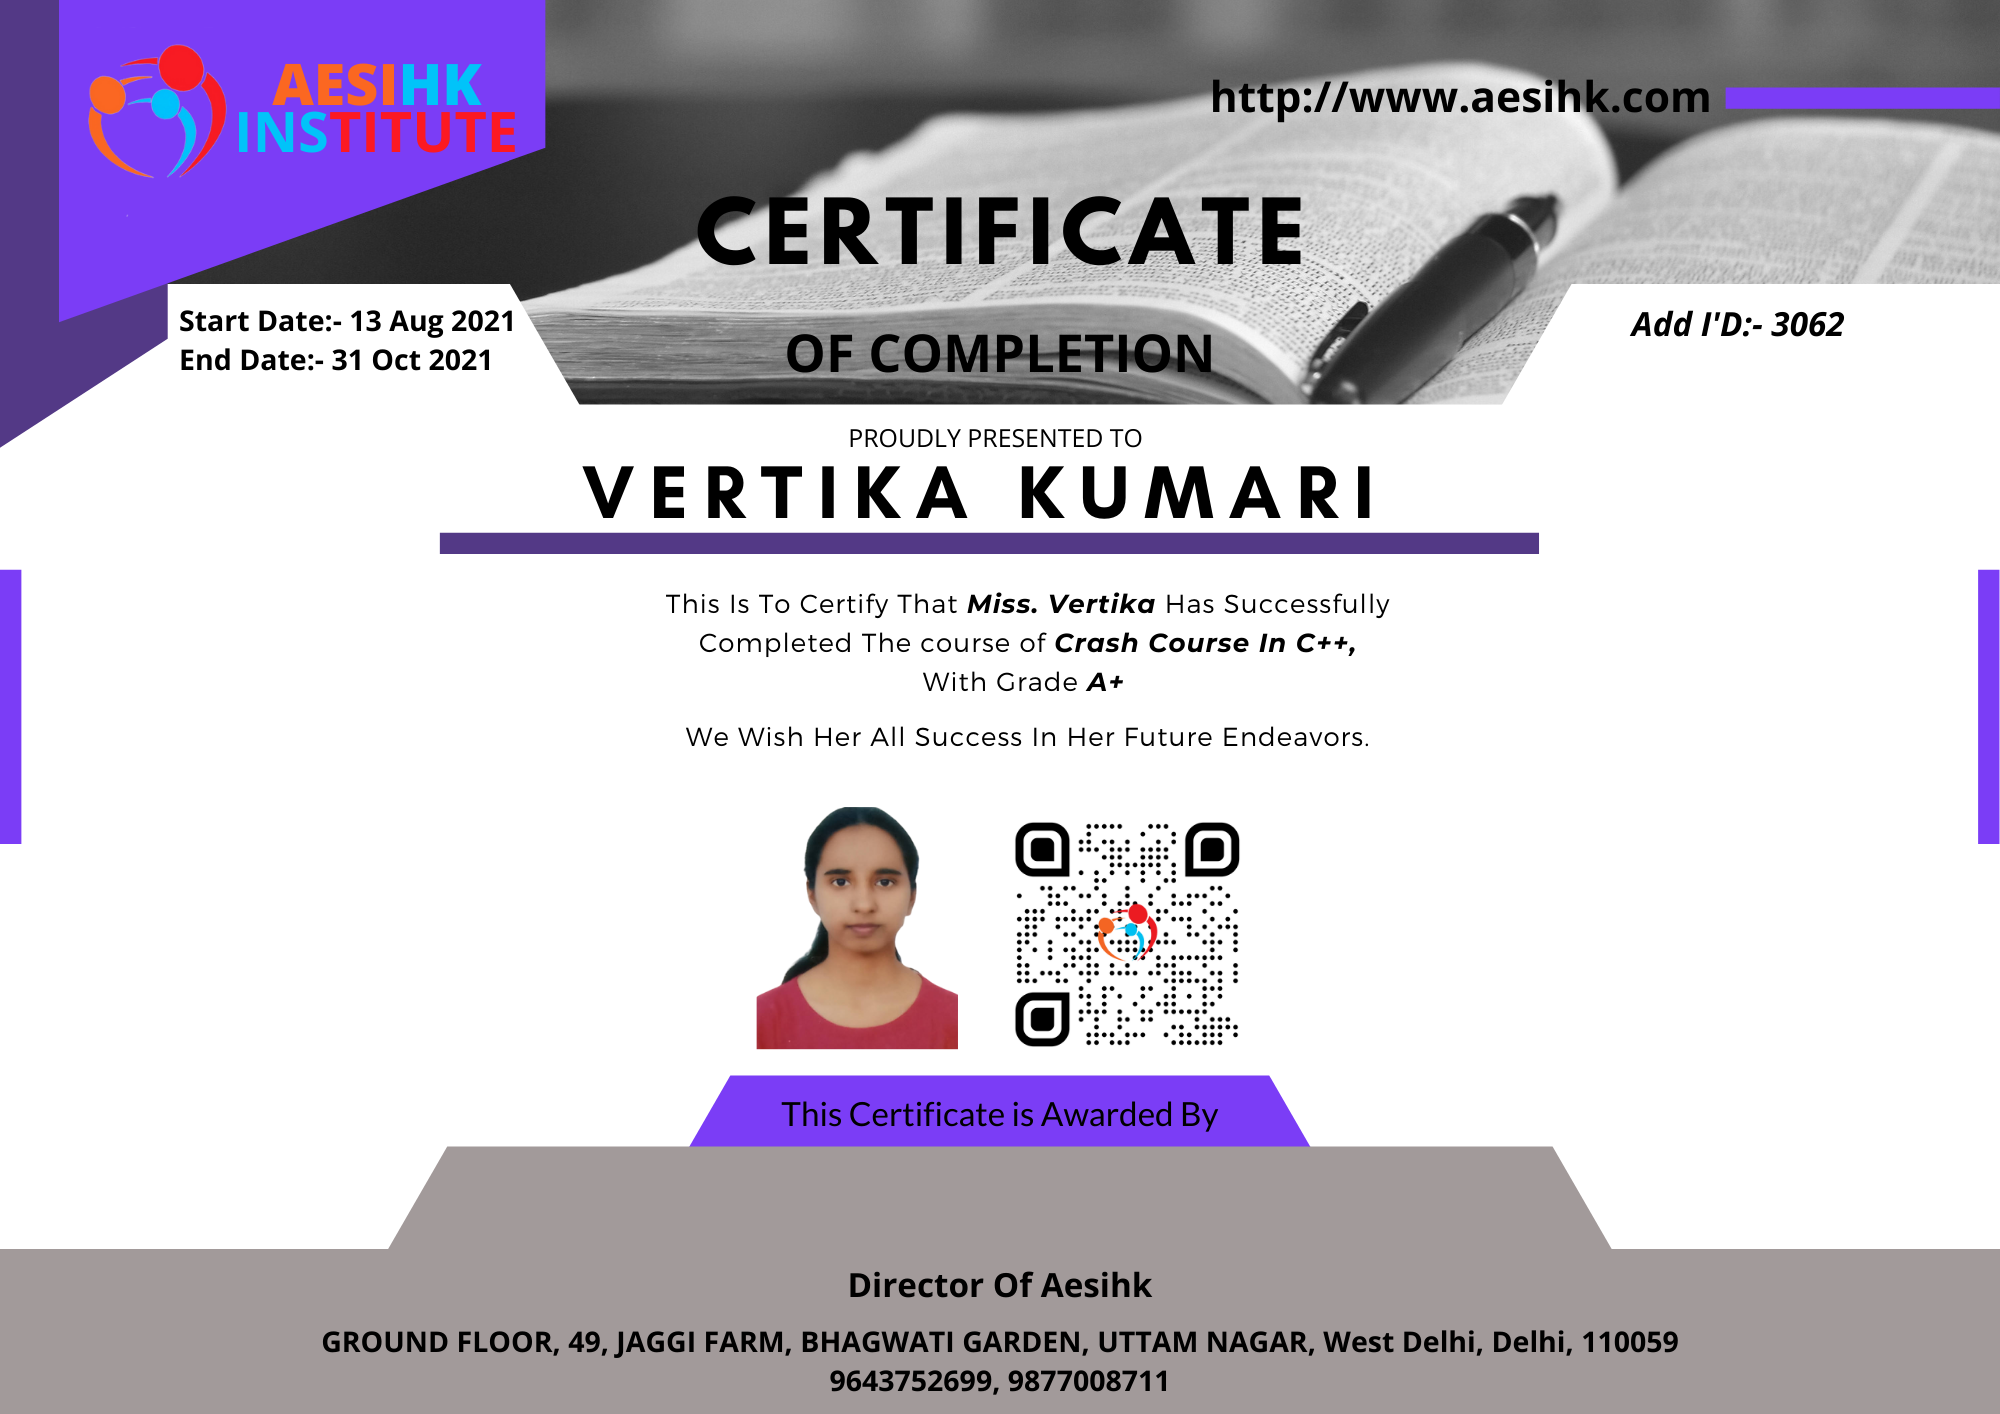 AESIHK
INSTITUTE
http://www.aesihk.com
CERTIFICATE
OF COMPLETION
Start Date:- 13 Aug 2021
End Date:- 31 Oct 2021
Add I'D:- 3062
PROUDLY PRESENTED TO
VERTIKA KUMARI
This Is To Certify That Miss. Vertika Has Successfully
Completed The course of Crash Course In C++,
With Grade A+
We Wish Her All Success In Her Future Endeavors.
This Certificate is Awarded By
Director Of Aesihk
GROUND FLOOR, 49, JAGGI FARM, BHAGWATI GARDEN, UTTAM NAGAR, West Delhi, Delhi, 110059
9643752699, 9877008711